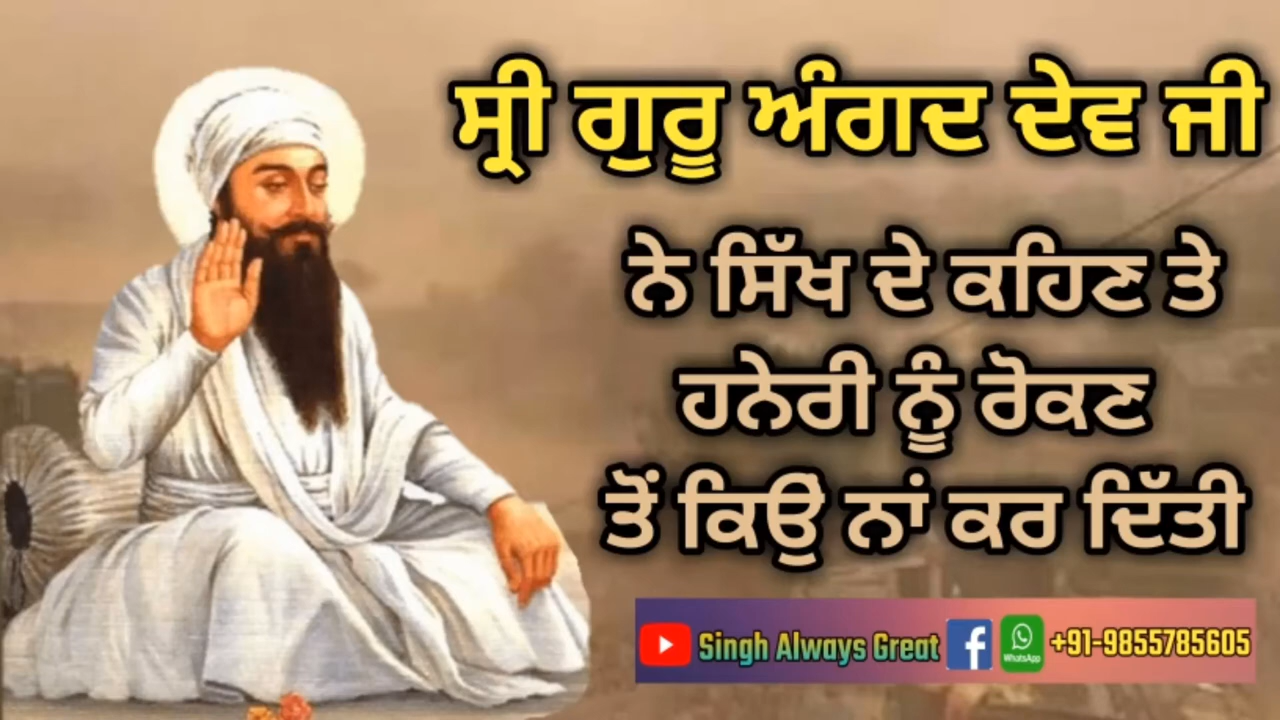 ਸ੍ਰੀ ਗੁਰੂ ਅੰਗਦ ਦੇਵ ਜੀ
ਨੇ ਸਿੱਖ ਦੇ ਕਹਿਣ ਤੇ
ਹਨੇਰੀ ਨੂੰ ਰੋਕਣ
ਤੋਂ ਕਿਉਂ ਨਾਂ ਕਰ ਦਿੱਤੀ
Singh Always Great f WhatsApp +91-9855785605